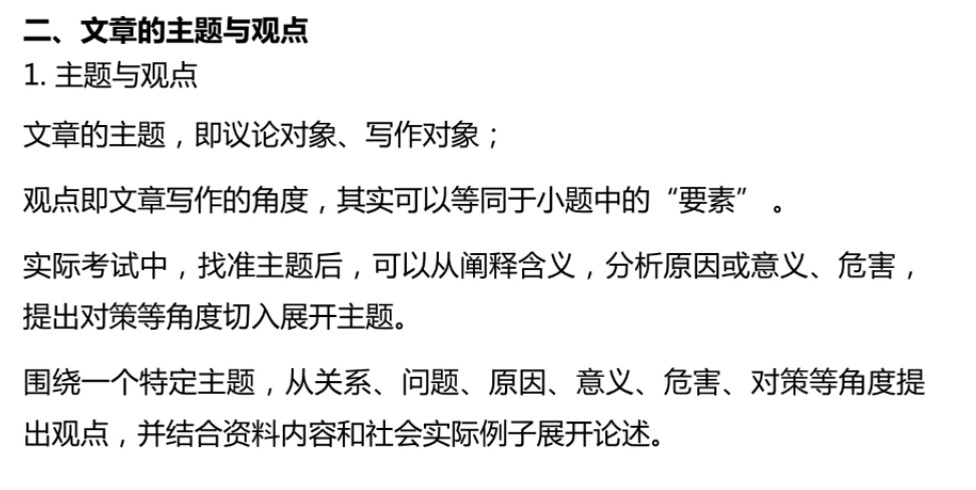 二、文章的主题与观点
1. 主题与观点
文章的主题，即议论对象、写作对象；
观点即文章写作的角度，其实可以等同于小题中的“要素”。
实际考试中，找准主题后，可以从阐释含义，分析原因或意义、危害，
提出对策等角度切入展开主题。
围绕一个特定主题，从关系、问题、原因、意义、危害、对策等角度提
出观点，并结合资料内容和社会实际例子展开论述。